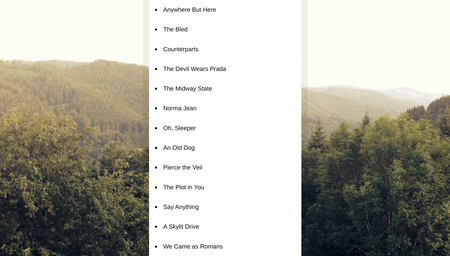 Anywhere But Here
The Bled
Counterparts
The Devil Wears Prada
The Midway State
Norma Jean
Oh, Sleeper
An Old Dog
Pierce the Veil
The Plot in You
Say Anything
A Skylit Drive
We Came as Romans